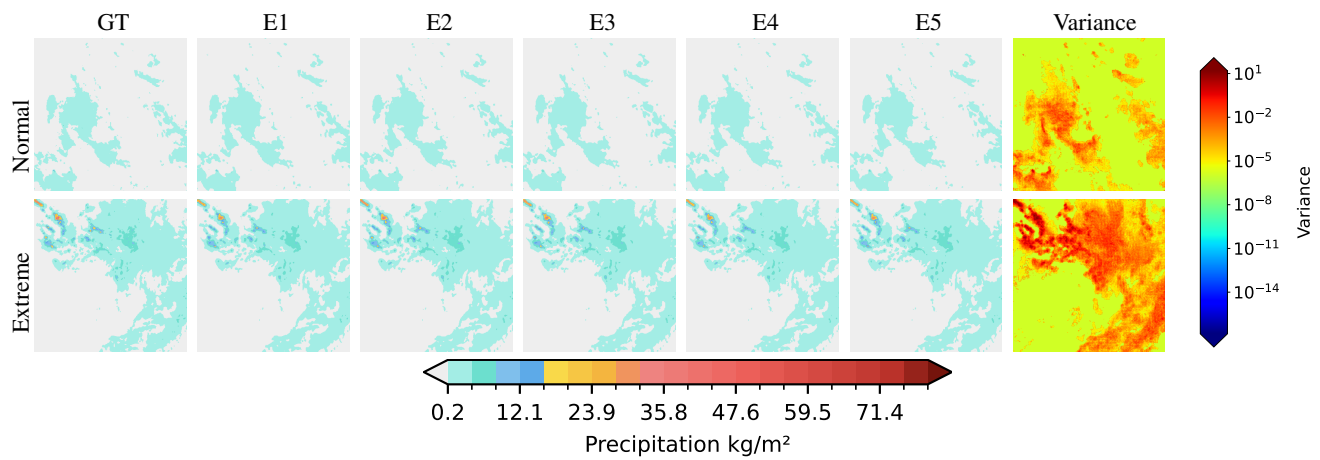 GT E1 E2 E3 E4 E5 Variance
Normal
Extreme
10¹
10⁻²
10⁻⁵
10⁻⁸
10⁻¹¹
10⁻¹⁴
Variance
0.2 12.1 23.9 35.8 47.6 59.5 71.4
Precipitation kg/m²